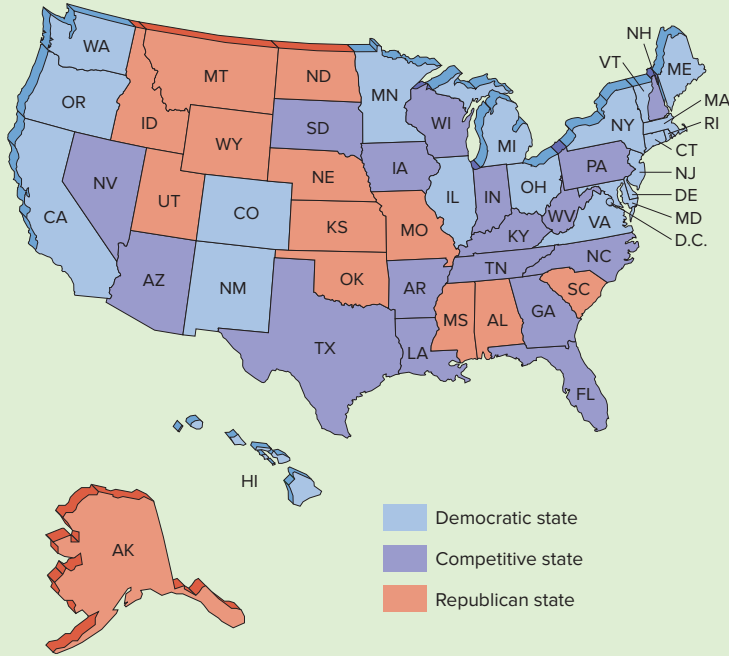 WA
OR
CA
NV
ID
MT
WY
UT
AZ
CO
NM
ND
SD
NE
KS
OK
TX
MN
IA
MO
AR
LA
WI
IL
MI
IN
OH
KY
TN
MS
AL
GA
FL
SC
NC
VA
WV
PA
NY
VT
NH
ME
MA
RI
CT
NJ
DE
MD
D.C.
HI
AK
Democratic state
Competitive state
Republican state